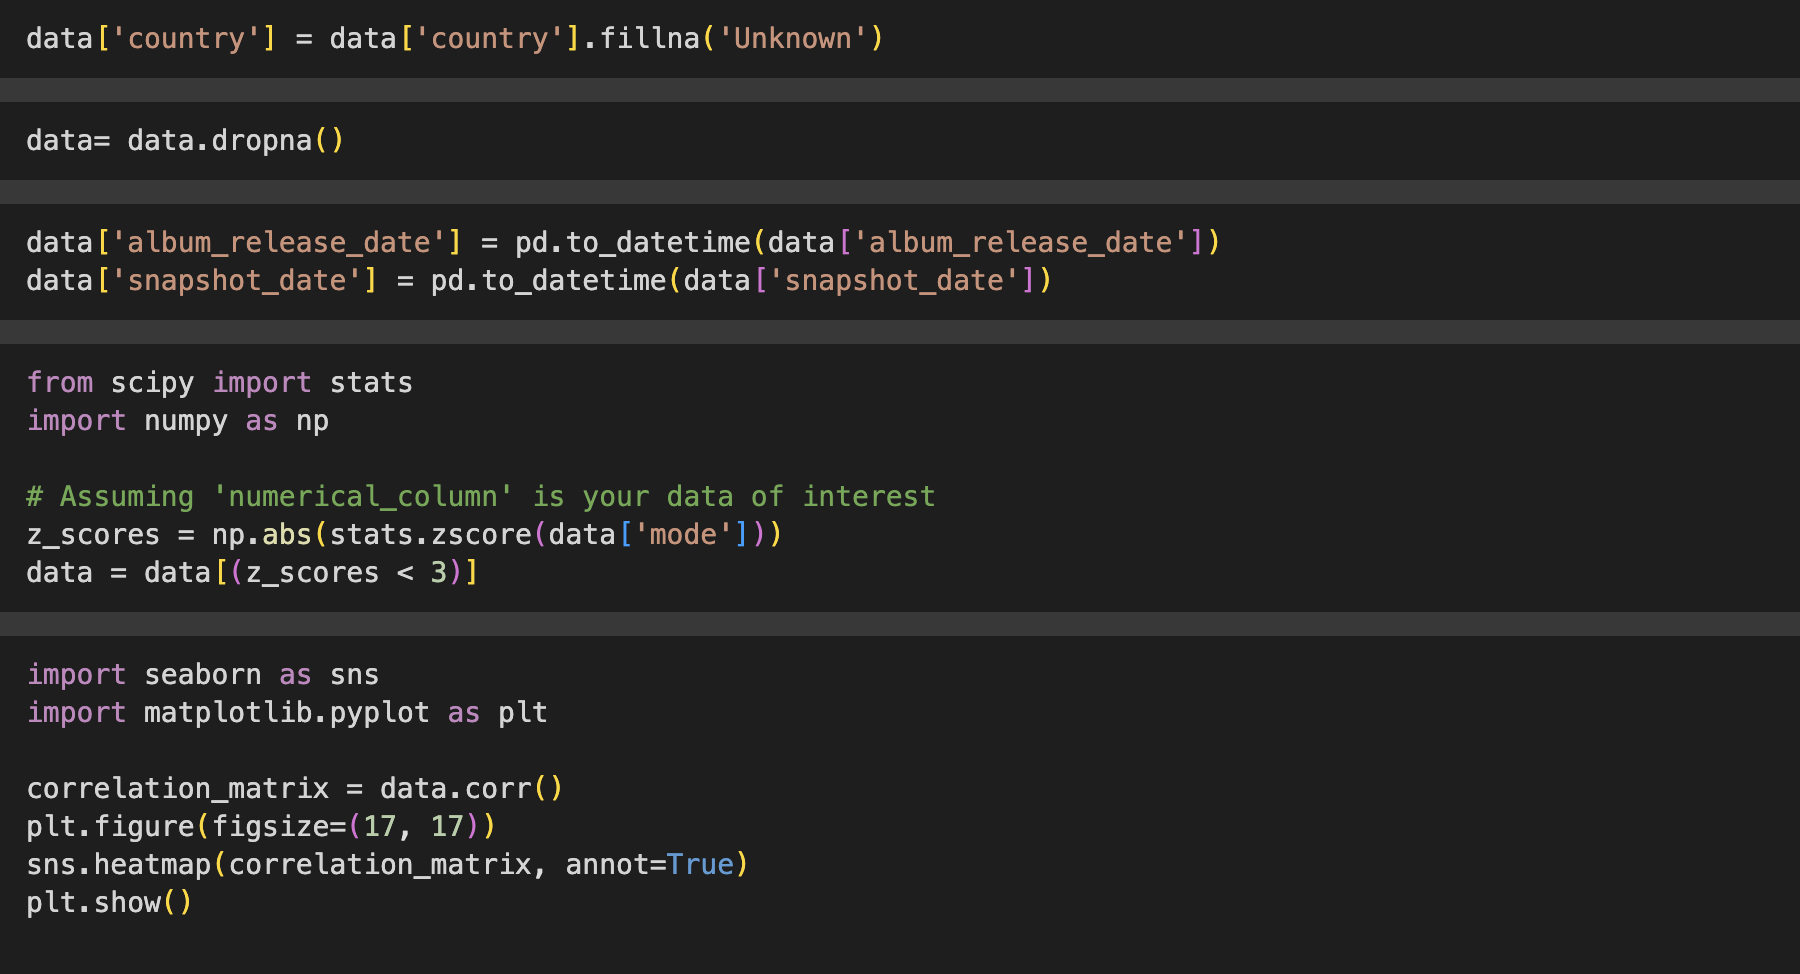 data['country'] = data['country'].fillna('Unknown')
data= data.dropna()
data['album_release_date'] = pd.to_datetime(data['album_release_date'])
data['snapshot_date'] = pd.to_datetime(data['snapshot_date'])
from scipy import stats
import numpy as np
# Assuming 'numerical_column' is your data of interest
z_scores = np.abs(stats.zscore(data['mode']))
data = data[(z_scores < 3)]
import seaborn as sns
import matplotlib.pyplot as plt
correlation_matrix = data.corr()
plt.figure(figsize=(17, 17))
sns.heatmap(correlation_matrix, annot=True)
plt.show()